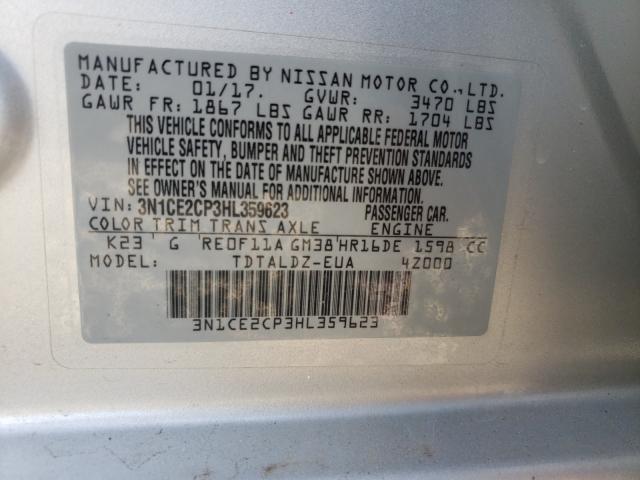 MANUFACTURED BY NISSAN MOTOR CO., LTD.
DATE: 01/17. GVWR: 3470 LBS
GAWR FR: 1867 LBS GAWR RR: 1704 LBS
THIS VEHICLE CONFORMS TO ALL APPLICABLE FEDERAL MOTOR
VEHICLE SAFETY, BUMPER AND THEFT PREVENTION STANDARDS
IN EFFECT ON THE DATE OF MANUFACTURE SHOWN ABOVE.
SEE OWNER'S MANUAL FOR ADDITIONAL INFORMATION
VIN: 3N1CE2CP3HL359623 PASSENGER CAR.
COLOR TRIM TRANS AXLE ENGINE
K23 G RE0F11A GM38 HR16DE 1598 CC
MODEL: TDTALDZ-EUA 42000
3N1CE2CP3HL359623